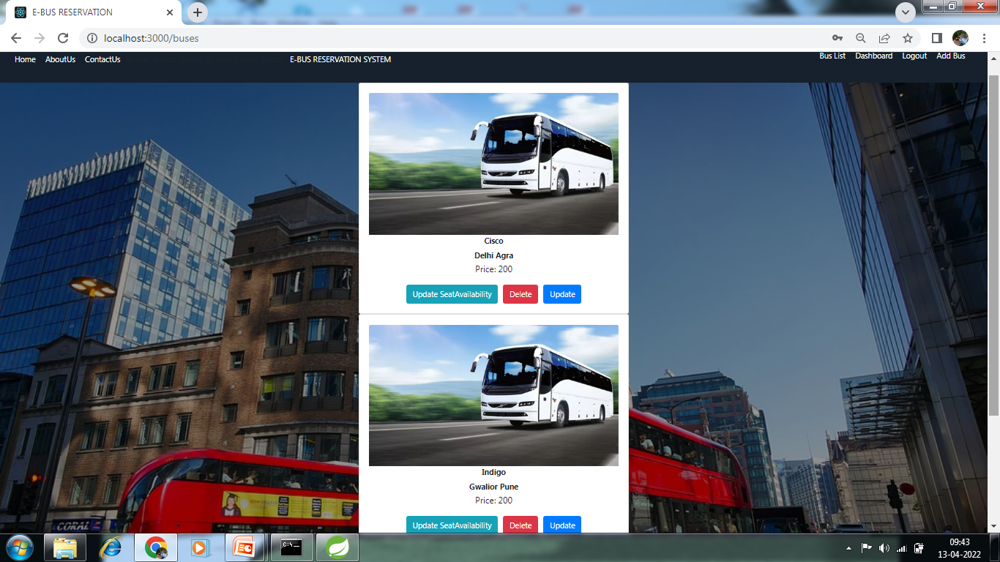 E-BUS RESERVATION
localhost:3000/buses
Home AboutUs ContactUs E-BUS RESERVATION SYSTEM Bus List Dashboard Logout Add Bus
Cisco
Delhi Agra
Price: 200
Update SeatAvailability Delete Update
Indigo
Gwalior Pune
Price: 200
Update SeatAvailability Delete Update
CORAL
C:\_
09:43
13-04-2022